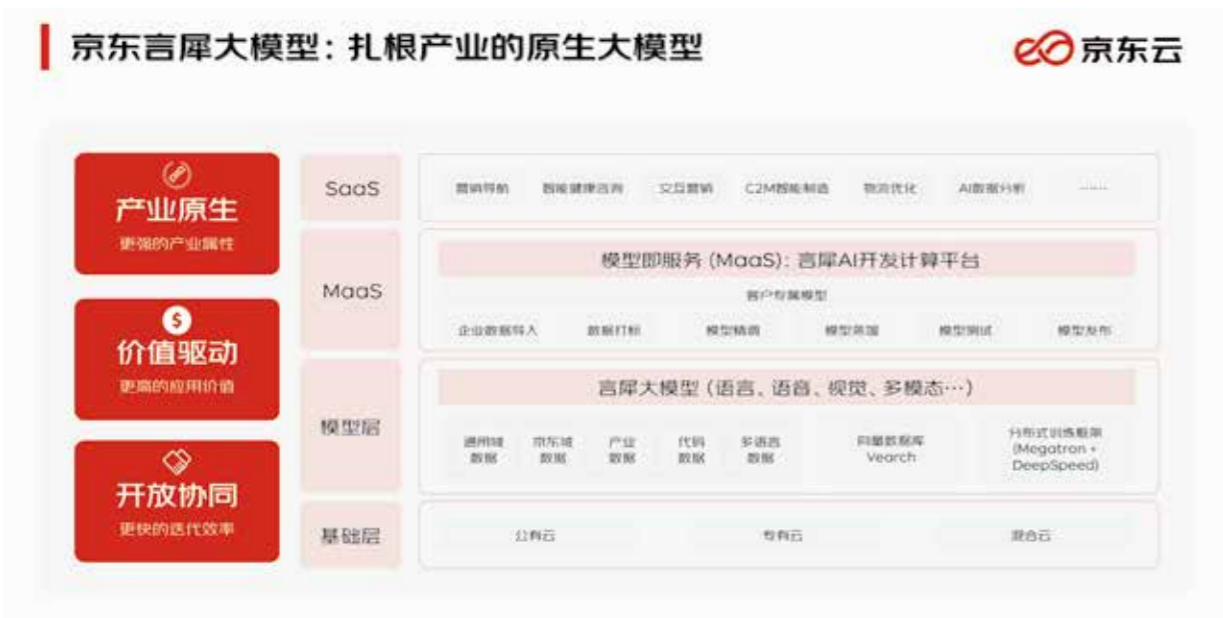 京东言犀大模型：扎根产业的原生大模型
京东云
产业原生
更强的产业属性
价值驱动
更高的应用价值
开放协同
更快的迭代效率
SaaS
营销导航 智能健康咨询 交互营销 C2M智能制造 物流优化 AI数据分析 ……
MaaS
模型即服务 (MaaS)：言犀AI开发计算平台
客户专属模型
企业数据导入 数据打标 模型精调 模型测试 模型发布
模型层
言犀大模型 (语言、语音、视觉、多模态…)
通用域 京东域 产业 代码 多语言
数据 数据 数据 数据 数据
向量数据库
Vearch
分布式训练框架
(Megatron +
DeepSpeed)
基础层
公有云 专有云 混合云